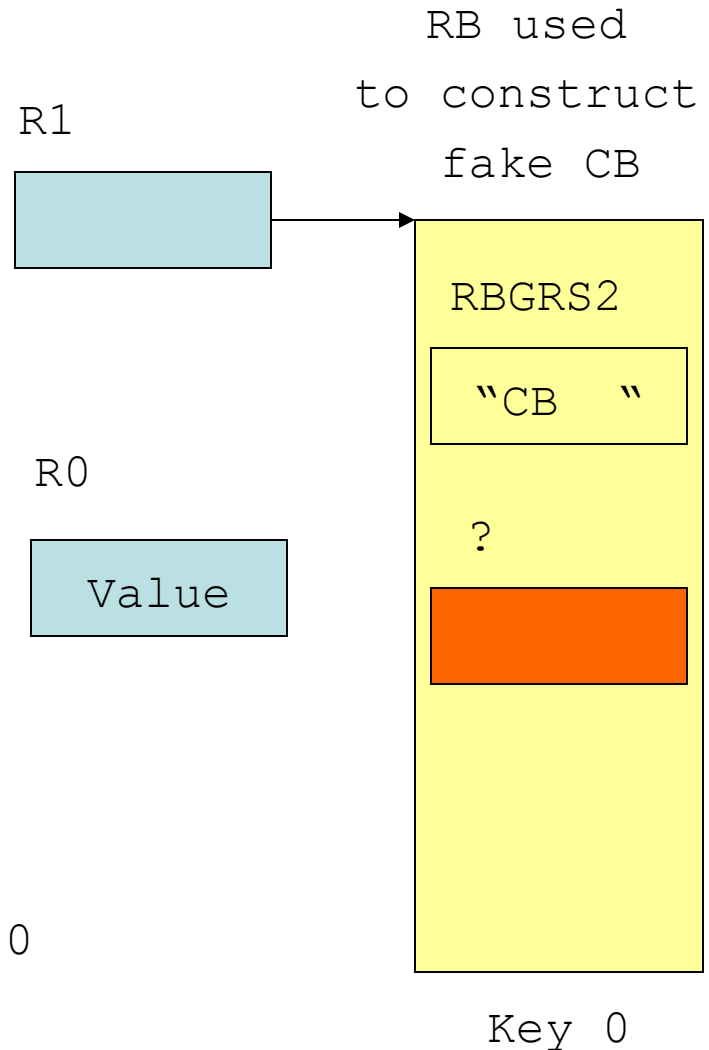 RB used
to construct
fake CB
R1
RBGRS2
“CB “
R0
?
Value
0
Key 0